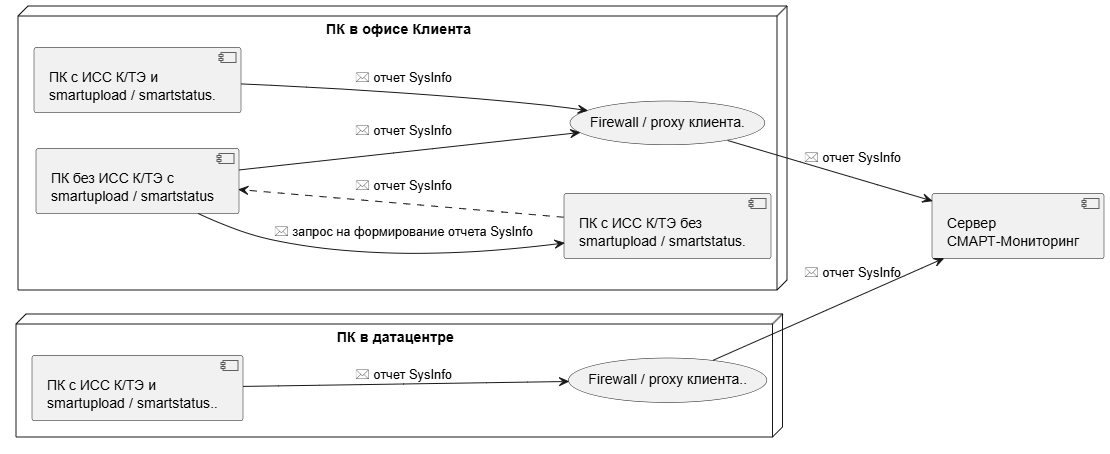 ПК в офисе Клиента
ПК с ИСС К/ТЭ и
smartupload / smartstatus.
✉ отчет SysInfo
Firewall / proxy клиента.
✉ отчет SysInfo
ПК без ИСС К/ТЭ с
smartupload / smartstatus
✉ отчет SysInfo
✉ отчет SysInfo
ПК с ИСС К/ТЭ без
smartupload / smartstatus.
✉ запрос на формирование отчета SysInfo
Сервер
СМАРТ-Мониторинг
✉ отчет SysInfo
ПК в датацентре
ПК с ИСС К/ТЭ и
smartupload / smartstatus..
✉ отчет SysInfo
Firewall / proxy клиента..